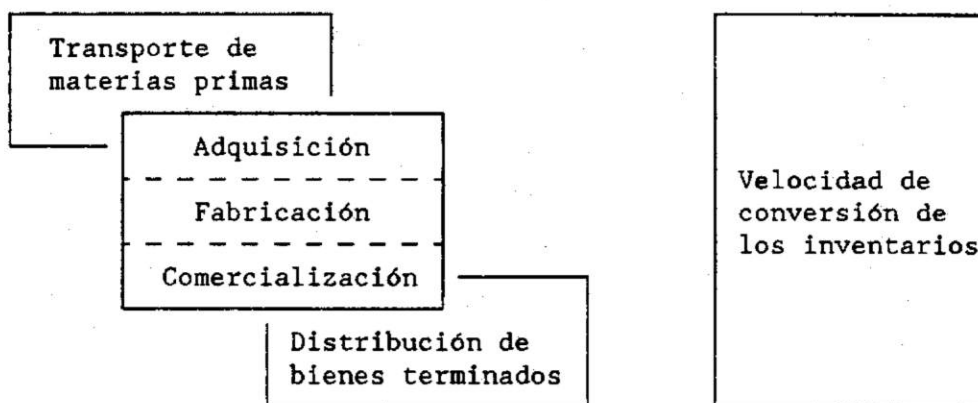 Transporte de
materias primas
Adquisición
Fabricación
Comercialización
Distribución de
bienes terminados
Velocidad de
conversión de
los inventarios